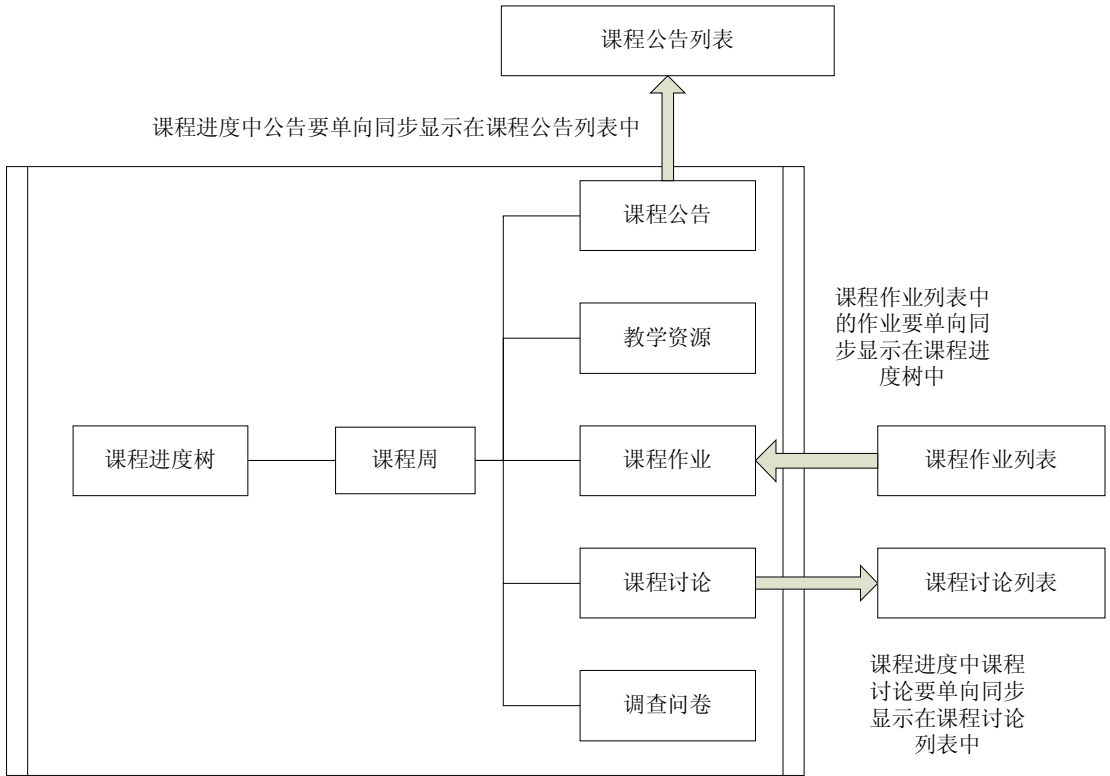 课程公告列表
课程进度中公告要单向同步显示在课程公告列表中
课程公告
教学资源
课程作业列表中
的作业要单向同
步显示在课程进
度树中
课程进度树
课程周
课程作业
课程作业列表
课程讨论
课程讨论列表
课程进度中课程
讨论要单向同步
显示在课程讨论
列表中
调查问卷